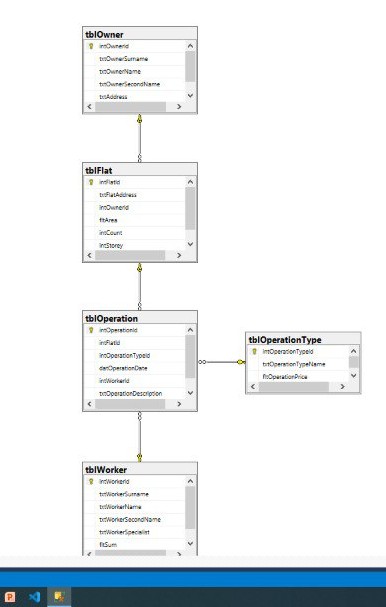 tblOwner
intOwnerId
txtOwnerSurname
txtOwnerName
txtOwnerSecondName
txtAddress
tblFlat
intFlatId
txtFlatAddress
intOwnerId
fltArea
intCount
intStorey
tblOperation
intOperationId
intFlatId
intOperationTypeId
datOperationDate
intWorkerId
txtOperationDescription
tblOperationType
intOperationTypeId
txtOperationTypeName
fltOperationPrice
tblWorker
intWorkerId
txtWorkerSurname
txtWorkerName
txtWorkerSecondName
txtWorkerSpecialist
fltSum